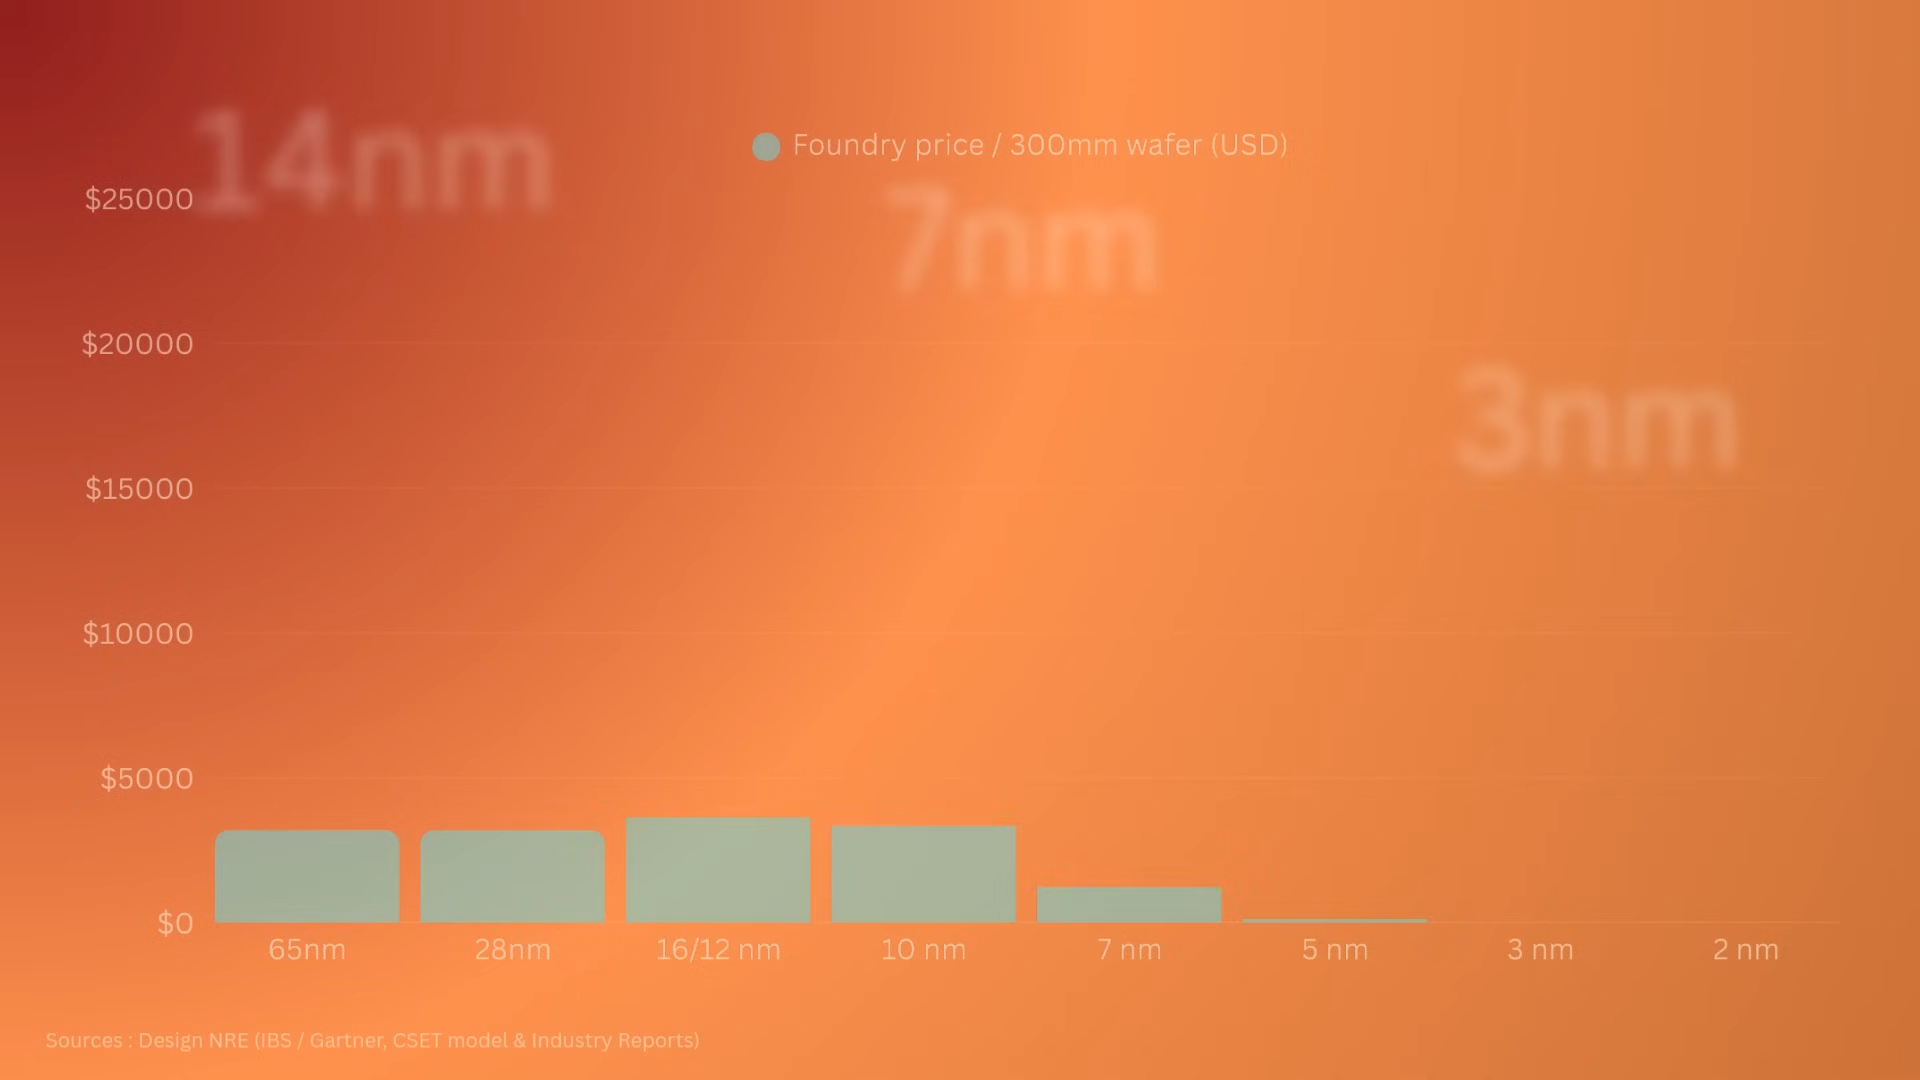 14nm
Foundry price / 300mm wafer (USD)
$25000
7nm
$20000
3nm
$15000
$10000
$5000
$0
65nm 28nm 16/12 nm 10 nm 7 nm 5 nm 3 nm 2 nm
Sources : Design NRE (IBS / Gartner, CSET model & Industry Reports)